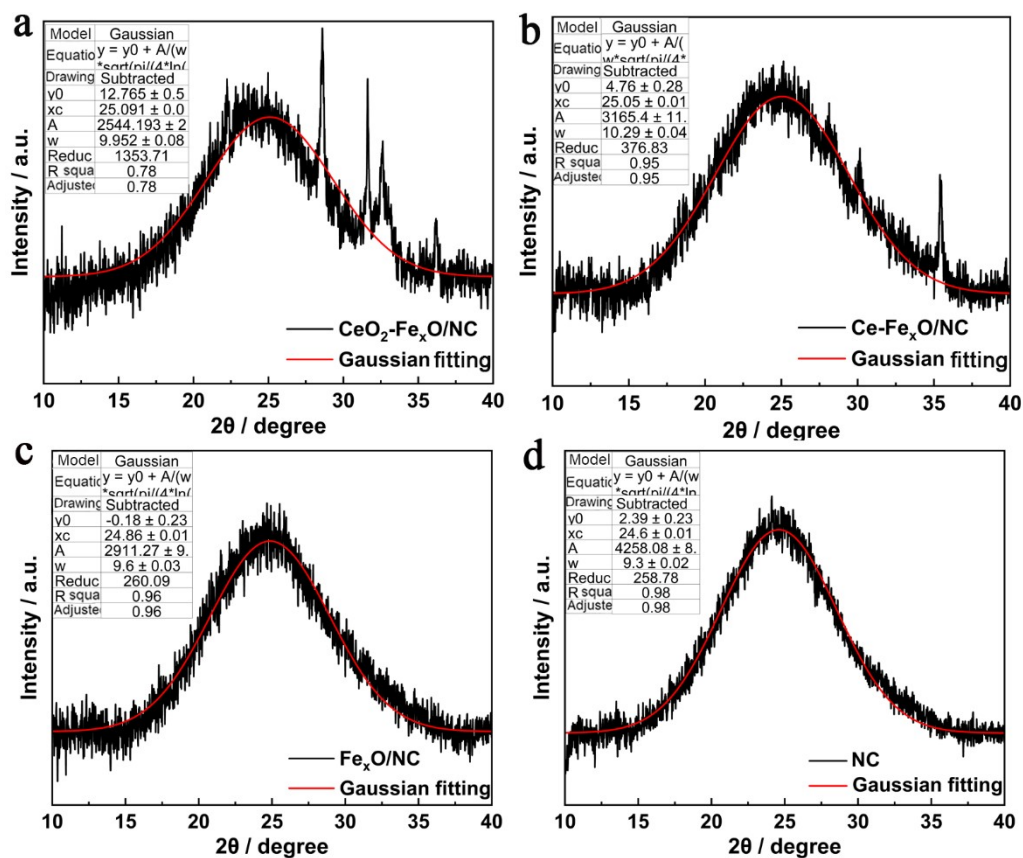 a
Model Gaussian
Equatio y = y0 + A/(w
*sqrt(pi/(4*ln(
Drawing Subtracted
y0 12.765 ± 0.5
xc 25.091 ± 0.0
A 2544.193 ± 2
w 9.952 ± 0.08
Reduc 1353.71
R squa 0.78
Adjusted 0.78
Intensity / a.u.
CeO₂-FeₓO/NC
Gaussian fitting
10 15 20 25 30 35 40
2θ / degree
b
Model Gaussian
Equatio y = y0 + A/(
w*sqrt(pi/(4*
Drawing Subtracted
y0 4.76 ± 0.28
xc 25.05 ± 0.01
A 3165.4 ± 11.
w 10.29 ± 0.04
Reduc 376.83
R squa 0.95
Adjusted 0.95
Intensity / a.u.
Ce-FeₓO/NC
Gaussian fitting
10 15 20 25 30 35 40
2θ / degree
c
Model Gaussian
Equatic y = y0 + A/(w
*sqrt(pi/(4*ln(
Drawing Subtracted
y0 -0.18 ± 0.23
xc 24.86 ± 0.01
A 2911.27 ± 9.
w 9.6 ± 0.03
Reduc 260.09
R squa 0.96
Adjuste 0.96
Intensity / a.u.
FeₓO/NC
Gaussian fitting
10 15 20 25 30 35 40
2θ / degree
d
Model Gaussian
Equatic y = y0 + A/(w
*sqrt(pi/(4*ln
Drawing Subtracted
y0 2.39 ± 0.23
xc 24.6 ± 0.01
A 4258.08 ± 8.
w 9.3 ± 0.02
Reduc 258.78
R squa 0.98
Adjuste 0.98
Intensity / a.u.
NC
Gaussian fitting
10 15 20 25 30 35 40
2θ / degree